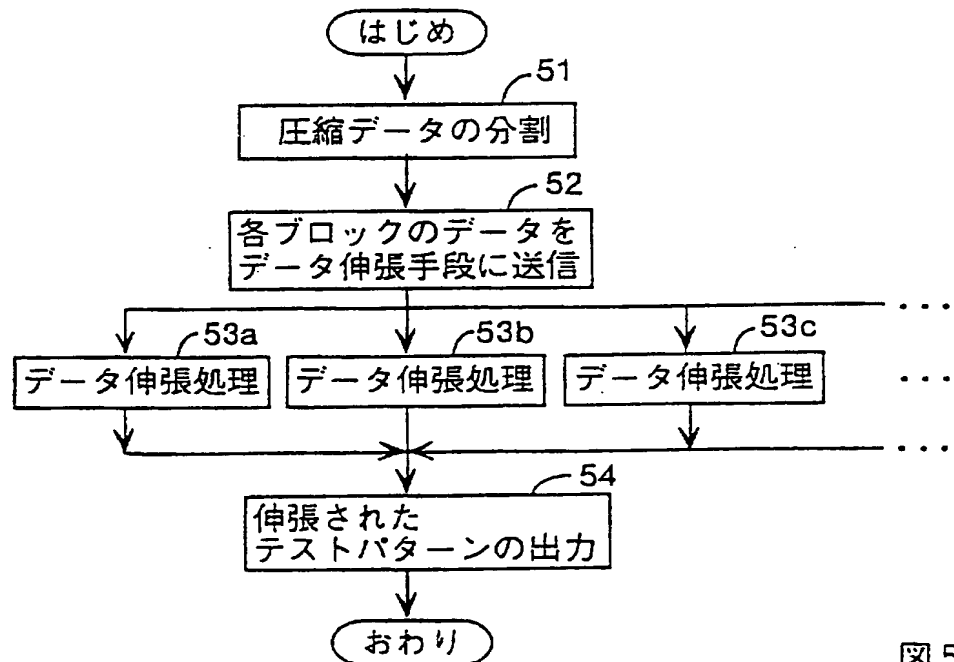 はじめ
51
圧縮データの分割
52
各ブロックのデータを
データ伸張手段に送信
...
53a
53b
53c
データ伸張処理
データ伸張処理
データ伸張処理
...
...
54
伸張された
テストパターンの出力
おわり
図5